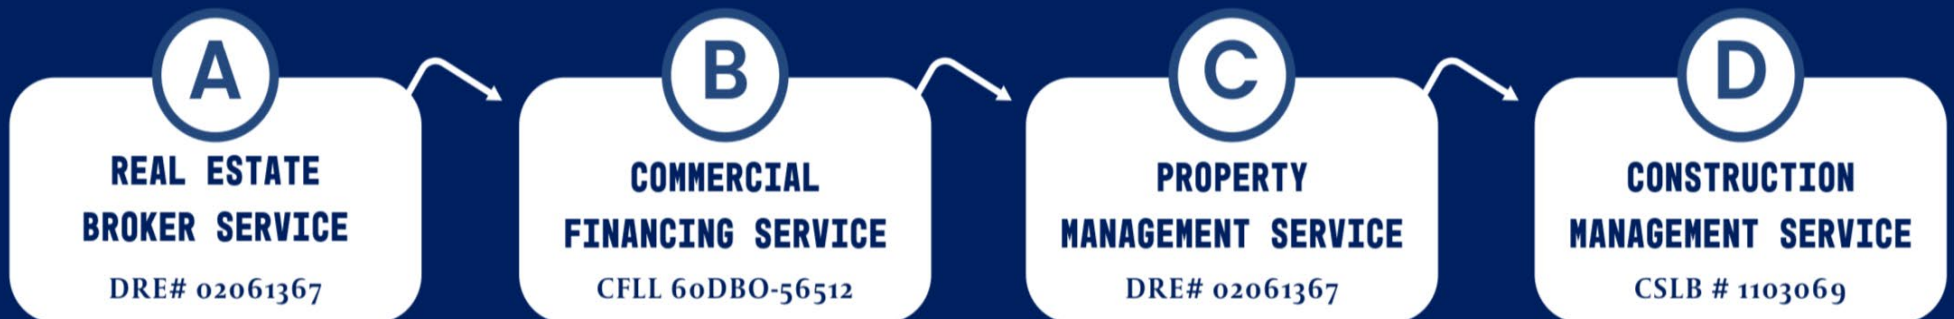 A
REAL ESTATE
BROKER SERVICE
DRE# 02061367
B
COMMERCIAL
FINANCING SERVICE
CFLL 60DBO-56512
C
PROPERTY
MANAGEMENT SERVICE
DRE# 02061367
D
CONSTRUCTION
MANAGEMENT SERVICE
CSLB # 1103069